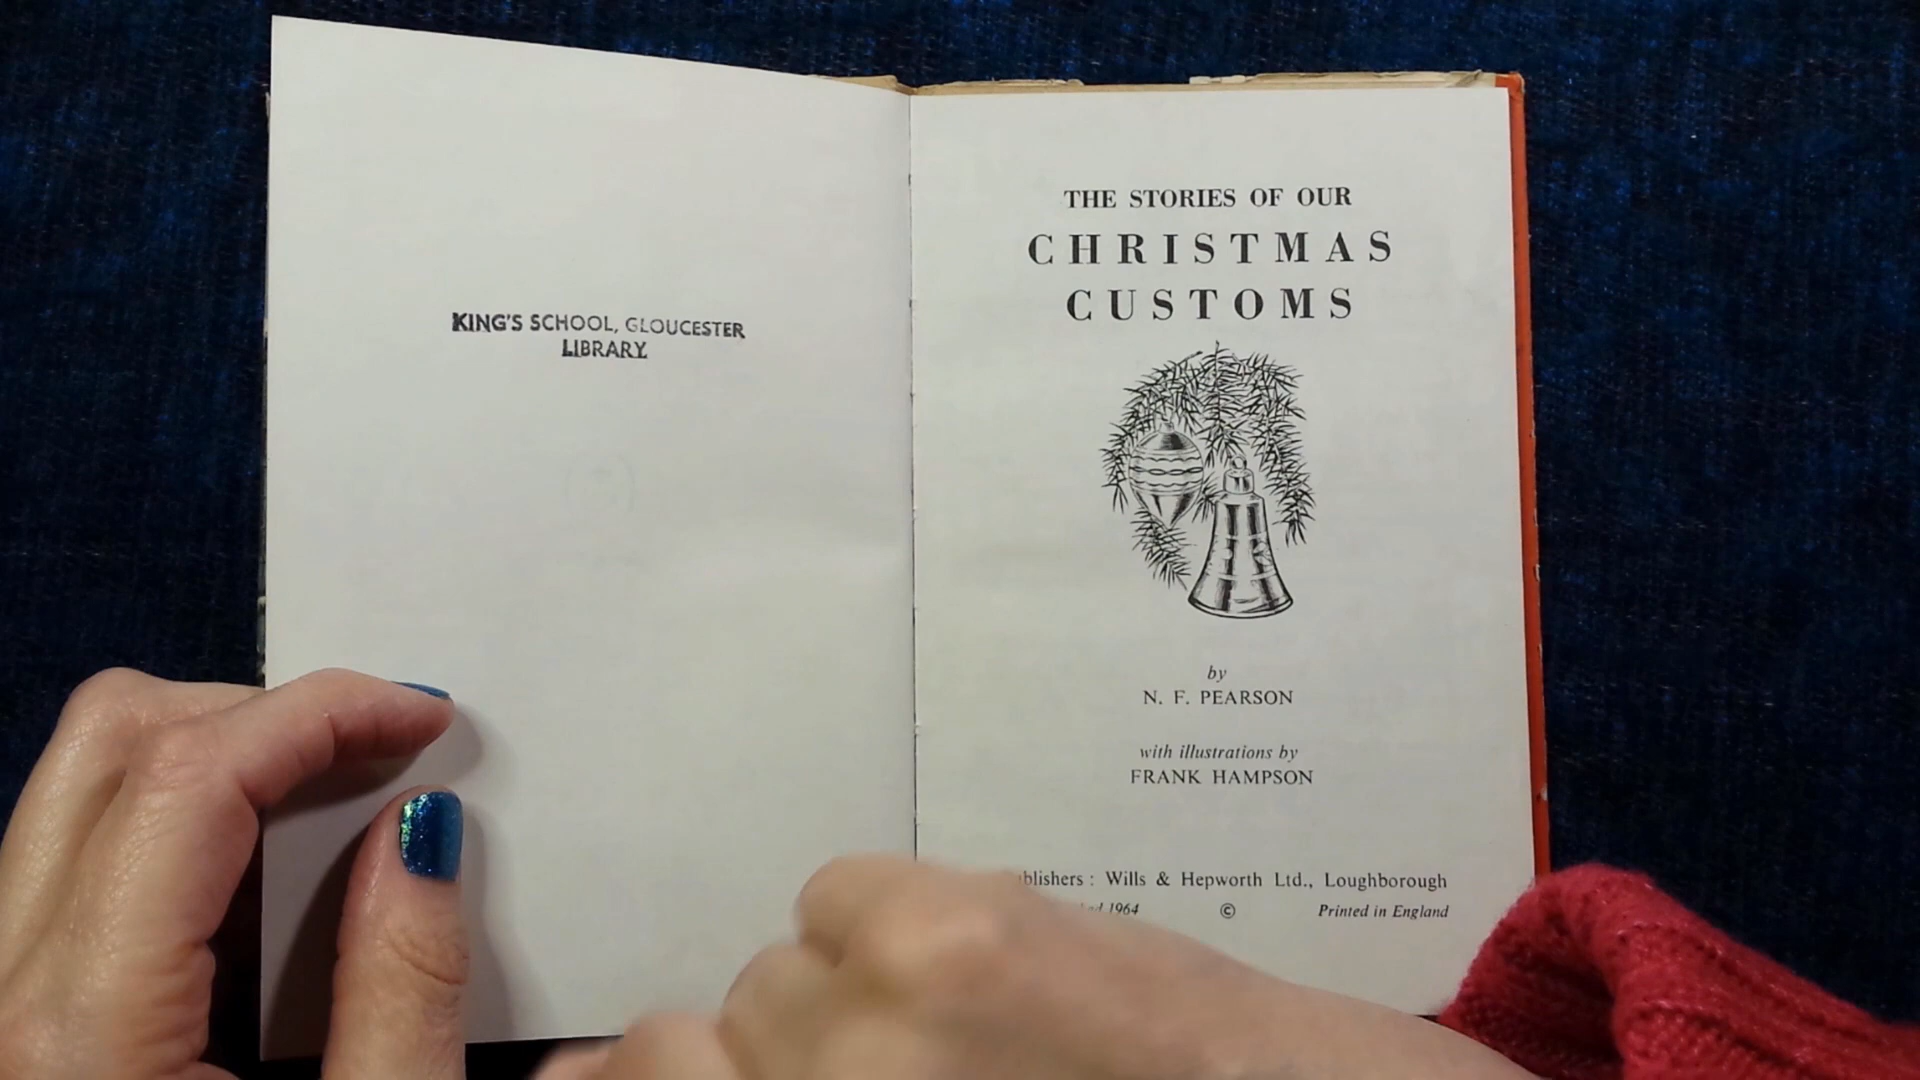 KING'S SCHOOL, GLOUCESTER
LIBRARY
THE STORIES OF OUR
CHRISTMAS
CUSTOMS
by
N. F. PEARSON
with illustrations by
FRANK HAMPSON
: Wills & Hepworth Ltd., Loughborough
1964 © Printed in England